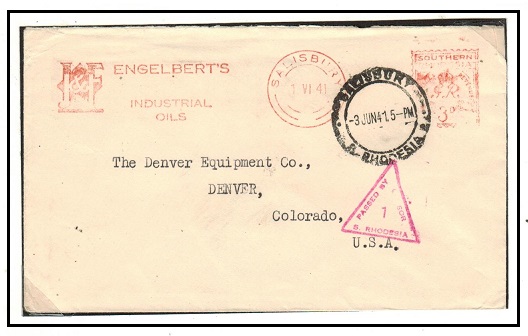 ENGELBERT'S
INDUSTRIAL
OILS
SALISBURY
1 VI 41
SOUTHERN
3D
SALISBURY
-3 JUN 41.5-PM
S. RHODESIA
The Denver Equipment Co.,
DENVER,
Colorado,
U.S.A.
PASSED BY
1
S. RHODESIA